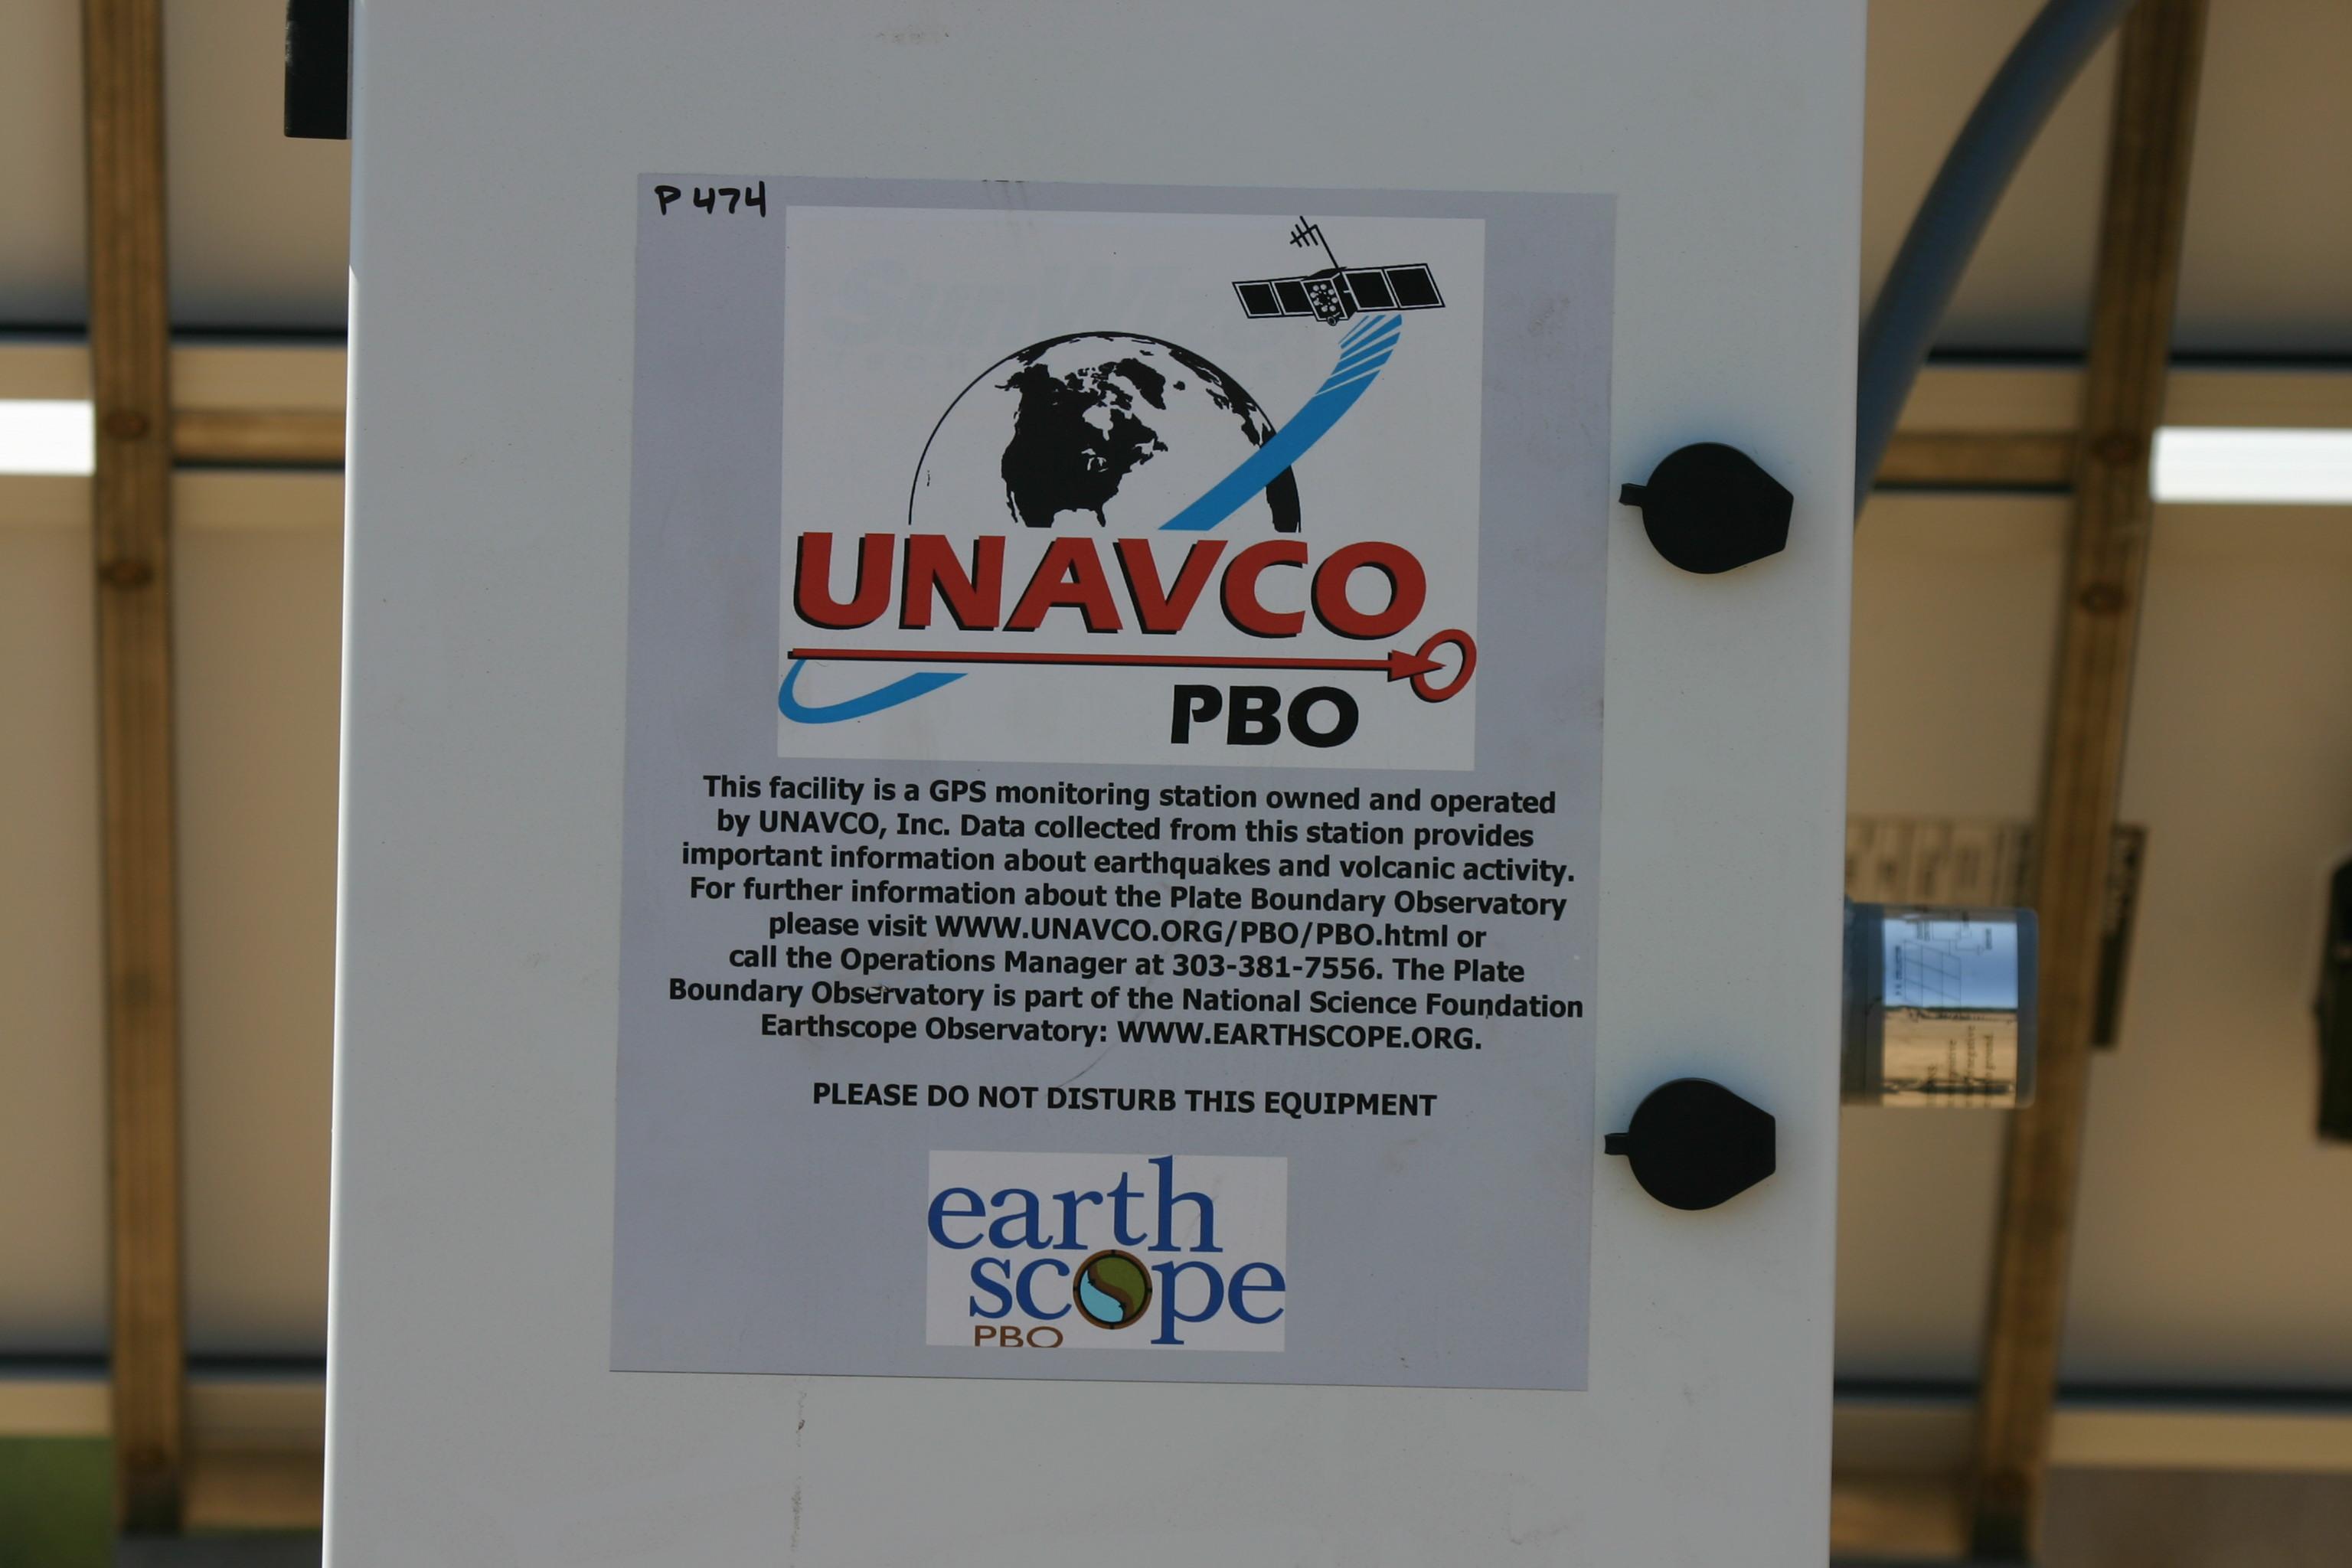 P474
UNAVCO
PBO
This facility is a GPS monitoring station owned and operated
by UNAVCO, Inc. Data collected from this station provides
important information about earthquakes and volcanic activity.
For further information about the Plate Boundary Observatory
please visit WWW.UNAVCO.ORG/PBO/PBO.html or
call the Operations Manager at 303-381-7556. The Plate
Boundary Observatory is part of the National Science Foundation
Earthscope Observatory: WWW.EARTHSCOPE.ORG.
PLEASE DO NOT DISTURB THIS EQUIPMENT
earth
scope
PBO